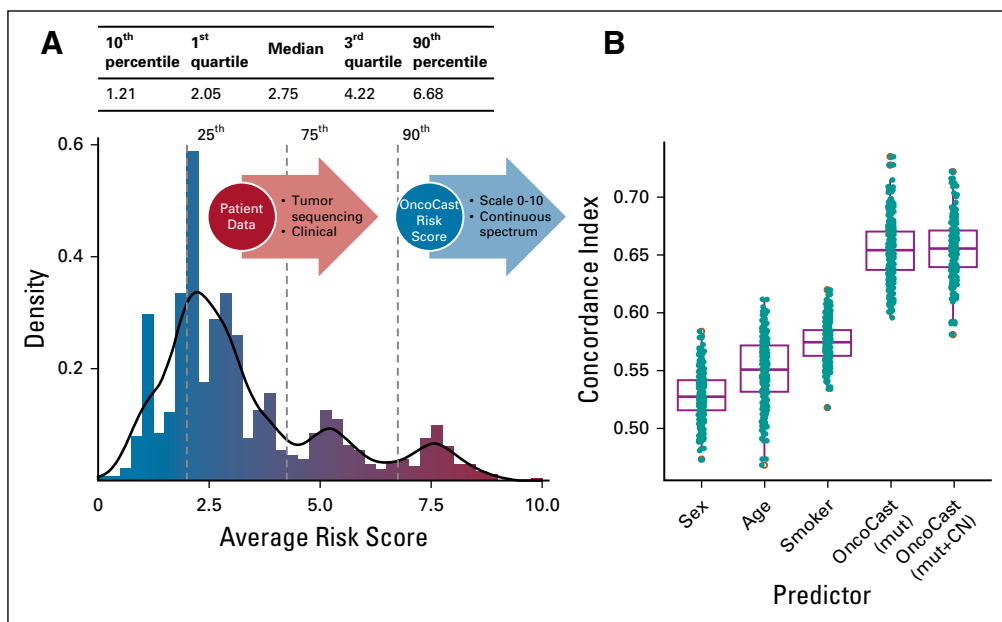 A
10th percentile 1st quartile Median 3rd quartile 90th percentile
1.21 2.05 2.75 4.22 6.68
25th 75th 90th
Patient
Data
• Tumor
sequencing
• Clinical
OncoCast
Risk
Score
• Scale 0-10
• Continuous
spectrum
Density
0.6
0.4
0.2
0 2.5 5.0 7.5 10.0
Average Risk Score
B
Concordance Index
0.70
0.65
0.60
0.55
0.50
Sex
Age
Smoker
OncoCast
(mut)
OncoCast
(mut+CN)
Predictor